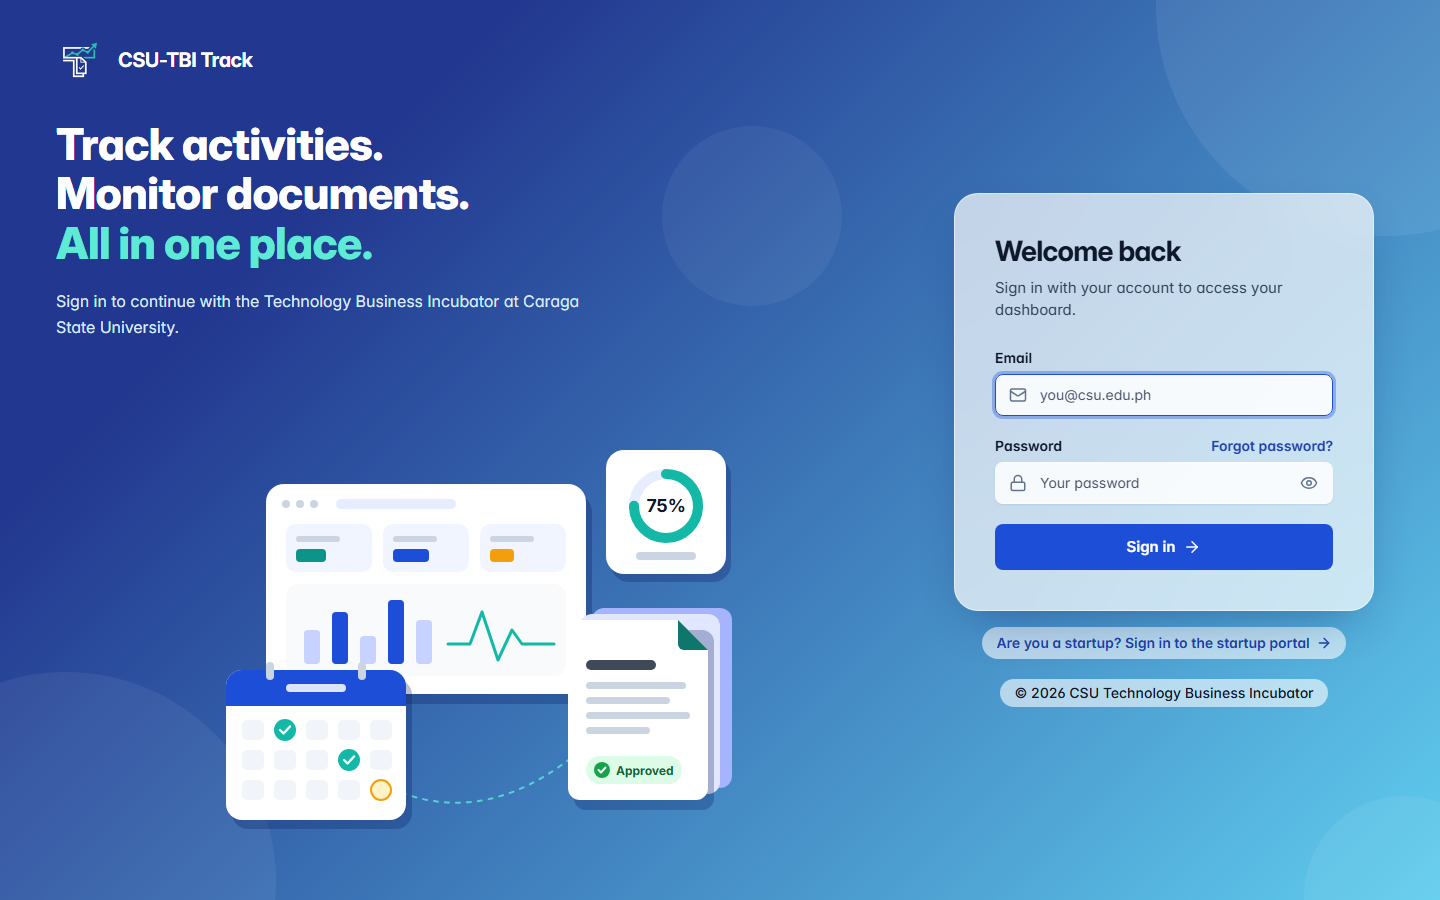 CSU-TBI Track
Track activities.
Monitor documents.
All in one place.
Sign in to continue with the Technology Business Incubator at Caraga
State University.
75%
Approved
Welcome back
Sign in with your account to access your
dashboard.
Email
you@csu.edu.ph
Password
Forgot password?
Your password
Sign in
Are you a startup? Sign in to the startup portal
© 2026 CSU Technology Business Incubator